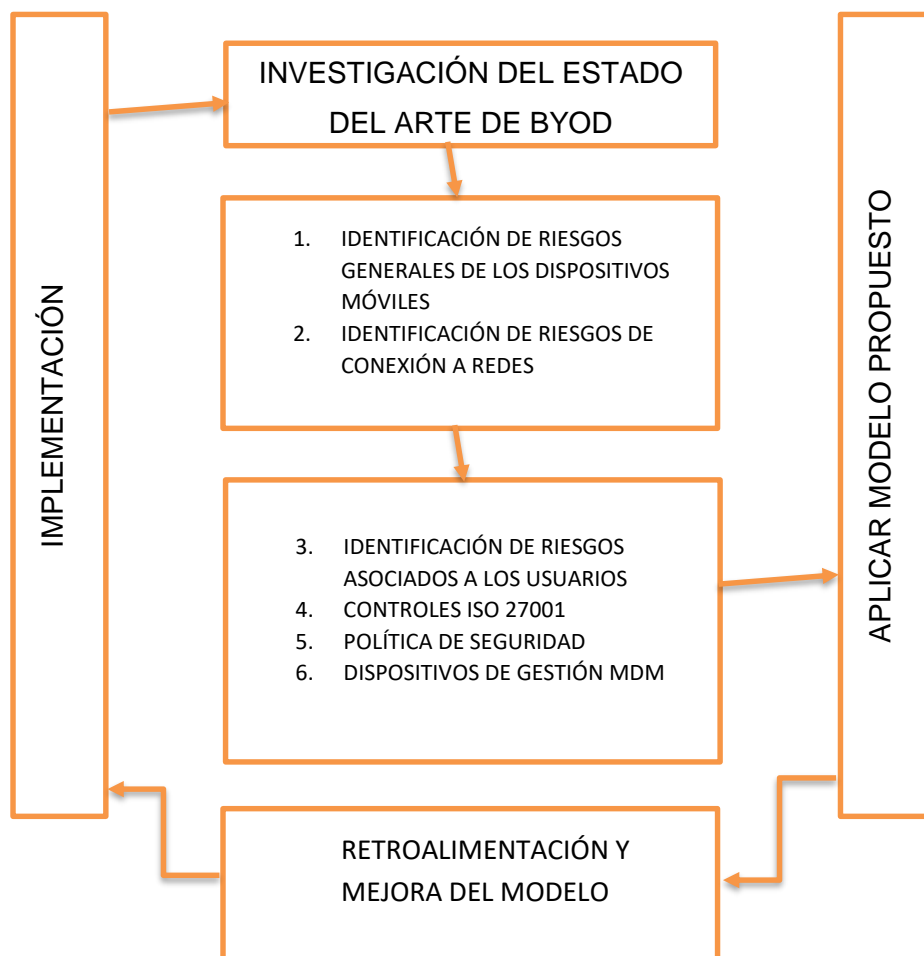 IMPLEMENTACIÓN
INVESTIGACIÓN DEL ESTADO
DEL ARTE DE BYOD
1. IDENTIFICACIÓN DE RIESGOS
GENERALES DE LOS DISPOSITIVOS
MÓVILES
2. IDENTIFICACIÓN DE RIESGOS DE
CONEXIÓN A REDES
3. IDENTIFICACIÓN DE RIESGOS
ASOCIADOS A LOS USUARIOS
4. CONTROLES ISO 27001
5. POLÍTICA DE SEGURIDAD
6. DISPOSITIVOS DE GESTIÓN MDM
APLICAR MODELO PROPUESTO
RETROALIMENTACIÓN Y
MEJORA DEL MODELO